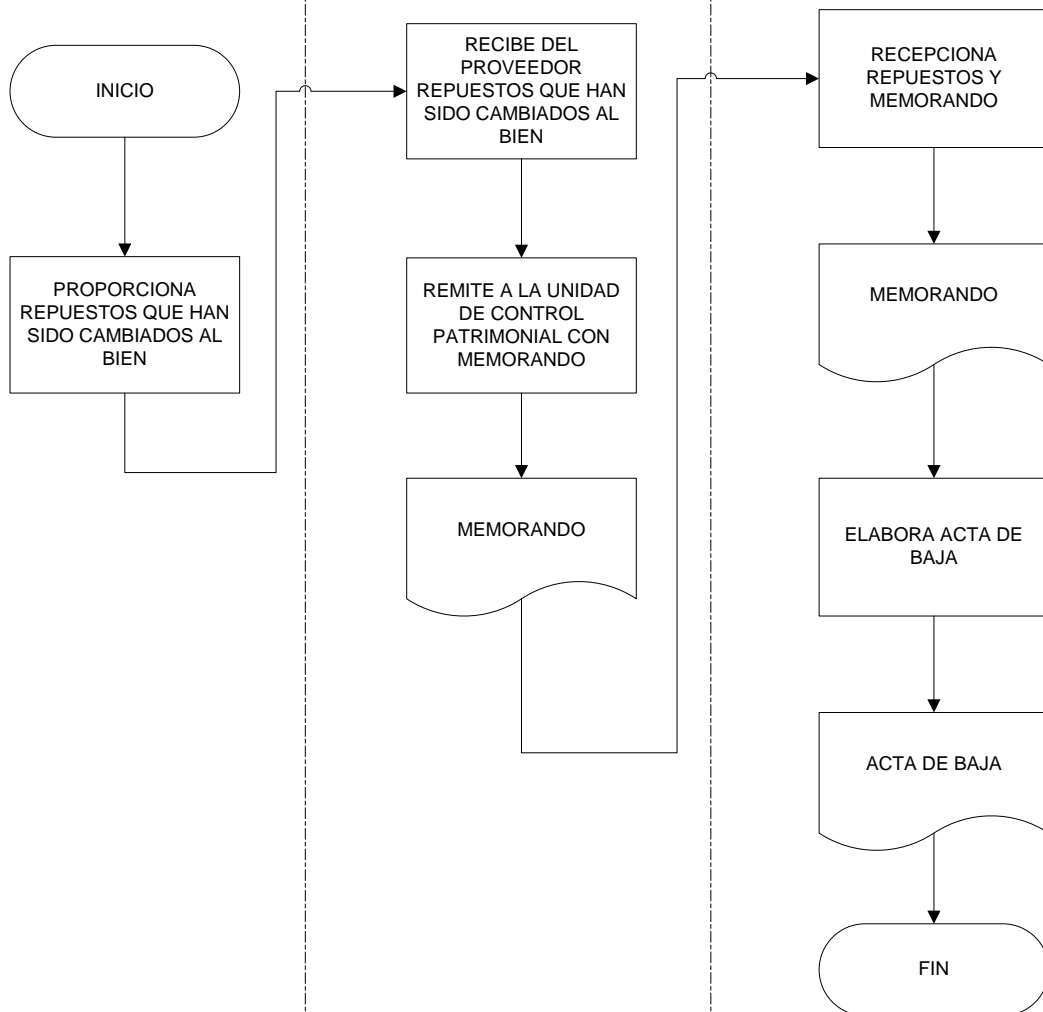 INICIO
PROPORCIONA
REPUESTOS QUE HAN
SIDO CAMBIADOS AL
BIEN
RECIBE DEL
PROVEEDOR
REPUESTOS QUE HAN
SIDO CAMBIADOS AL
BIEN
REMITE A LA UNIDAD
DE CONTROL
PATRIMONIAL CON
MEMORANDO
MEMORANDO
RECEPCIONA
REPUESTOS Y
MEMORANDO
MEMORANDO
ELABORA ACTA DE
BAJA
ACTA DE BAJA
FIN